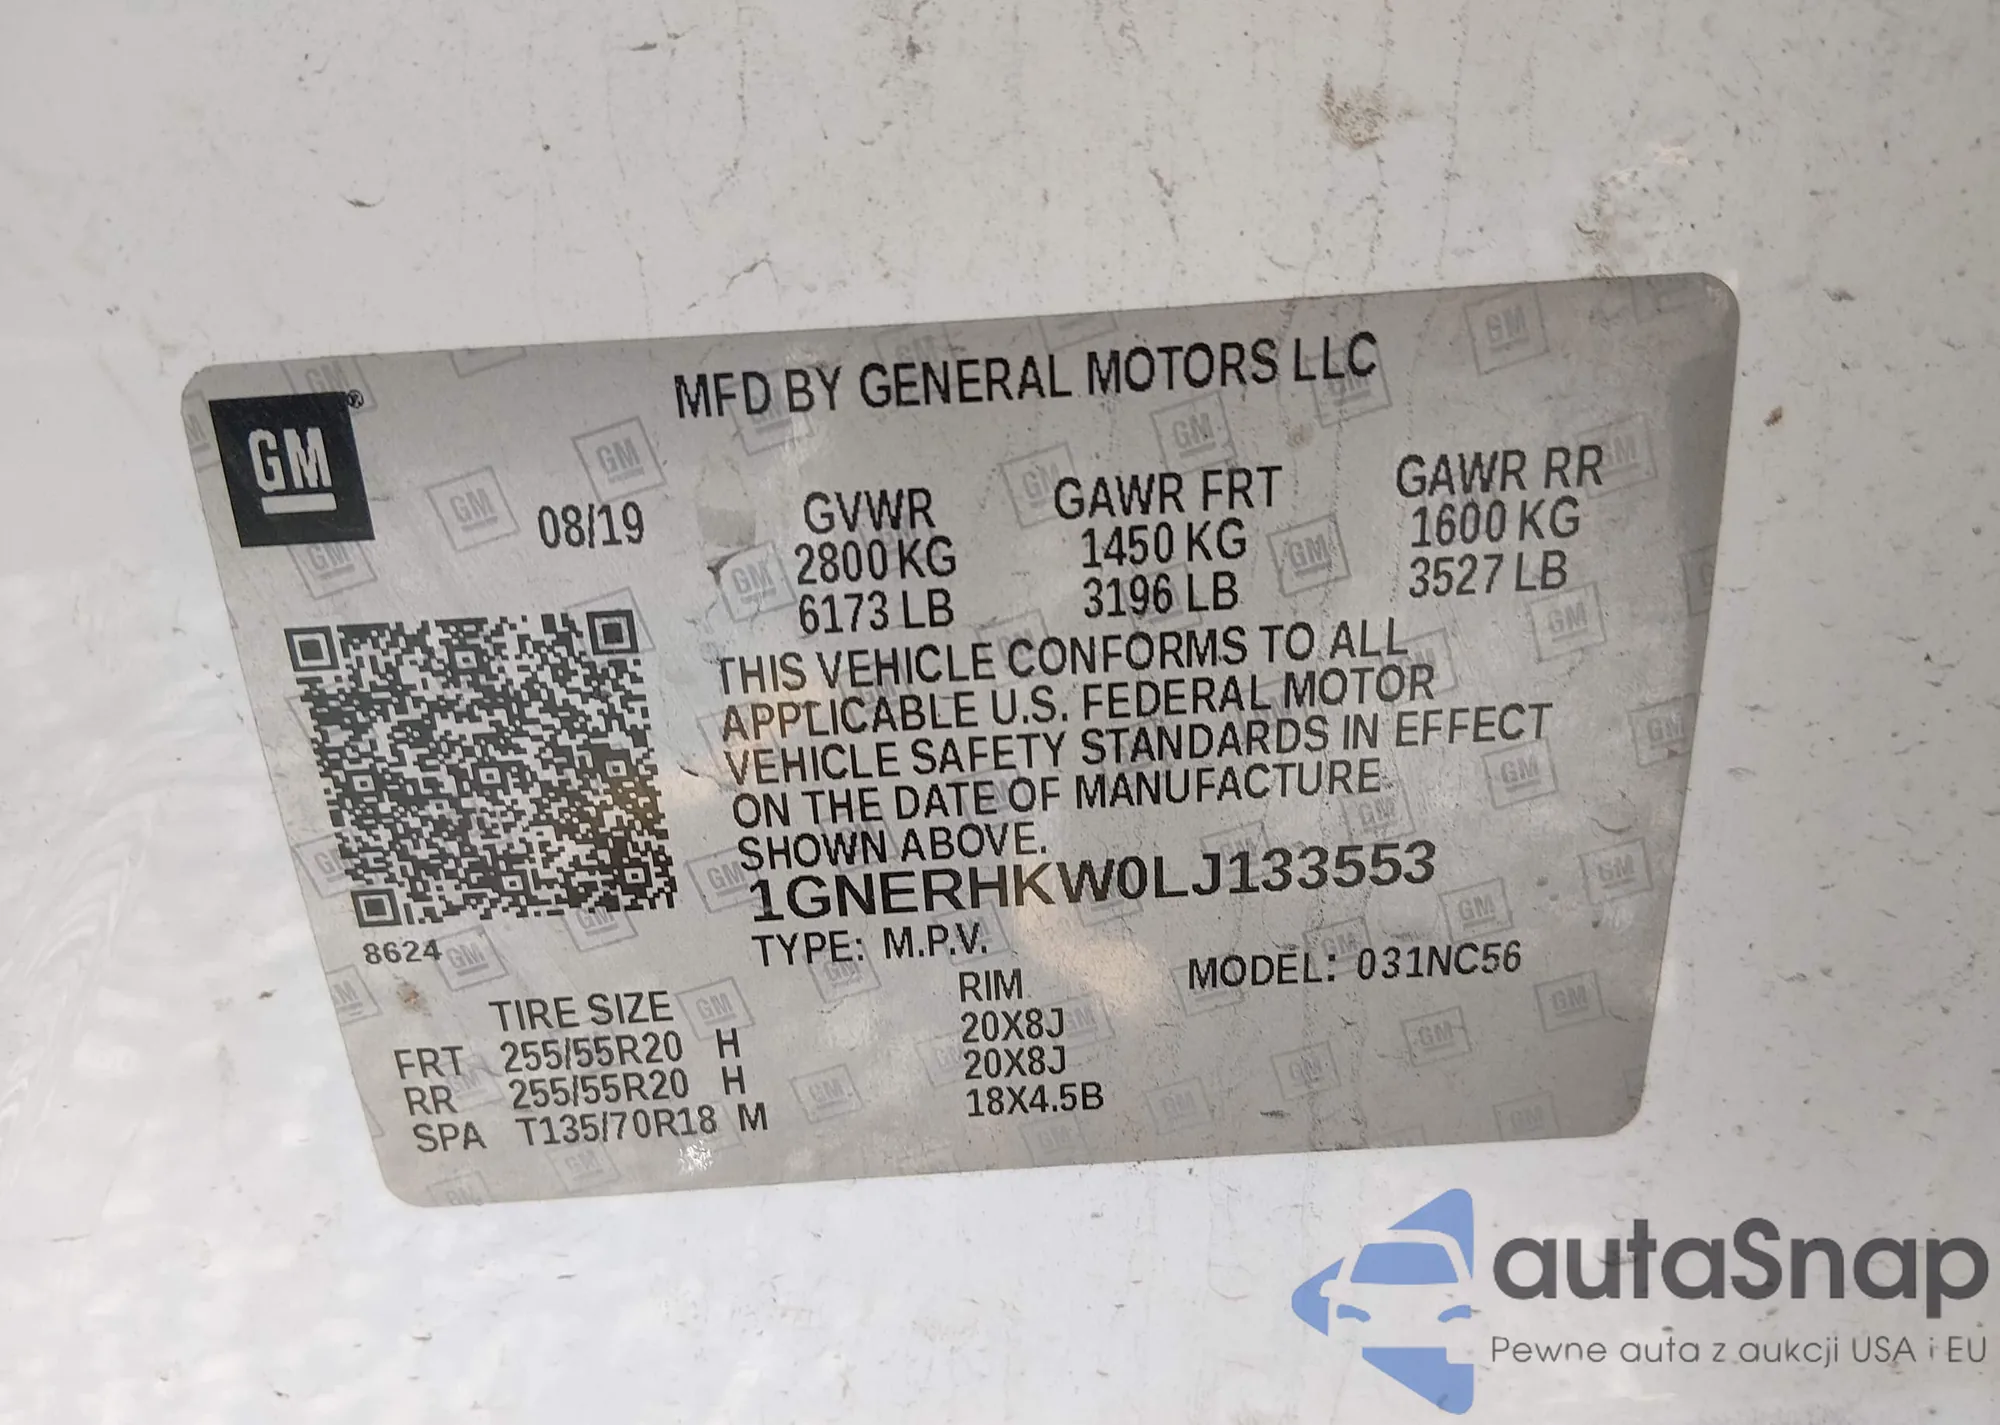 MFD BY GENERAL MOTORS LLC
GM®
08/19
GVWR GAWR FRT GAWR RR
2800 KG 1450 KG 1600 KG
6173 LB 3196 LB 3527 LB
THIS VEHICLE CONFORMS TO ALL
APPLICABLE U.S. FEDERAL MOTOR
VEHICLE SAFETY STANDARDS IN EFFECT
ON THE DATE OF MANUFACTURE
SHOWN ABOVE.
1GNERHKW0LJ133553
8624
TYPE: M.P.V. MODEL: 031NC56
TIRE SIZE RIM
FRT 255/55R20 H 20X8J
RR 255/55R20 H 20X8J
SPA T135/70R18 M 18X4.5B
autaSnap
Pewne auta z aukcji USA i EU